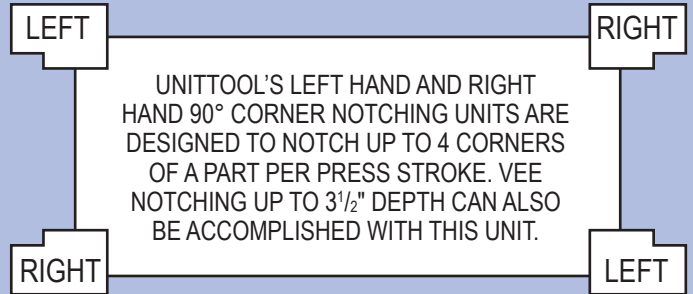 LEFT
RIGHT
UNITTOOL'S LEFT HAND AND RIGHT
HAND 90° CORNER NOTCHING UNITS ARE
DESIGNED TO NOTCH UP TO 4 CORNERS
OF A PART PER PRESS STROKE. VEE
NOTCHING UP TO 3 1/2" DEPTH CAN ALSO
BE ACCOMPLISHED WITH THIS UNIT.
RIGHT
LEFT